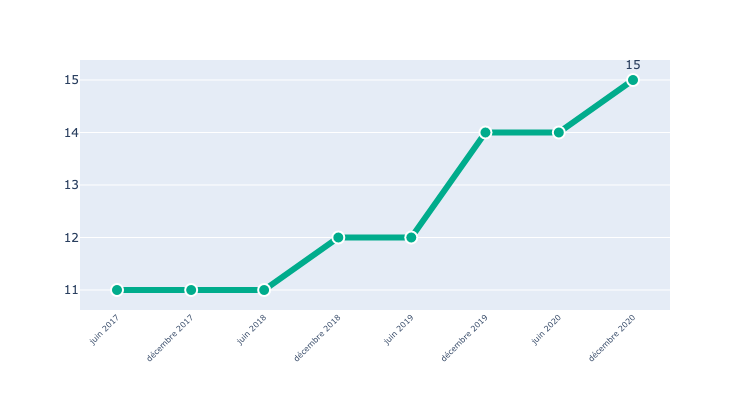 15
15
14
13
12
11
juin 2017
décembre 2017
juin 2018
décembre 2018
juin 2019
décembre 2019
juin 2020
décembre 2020